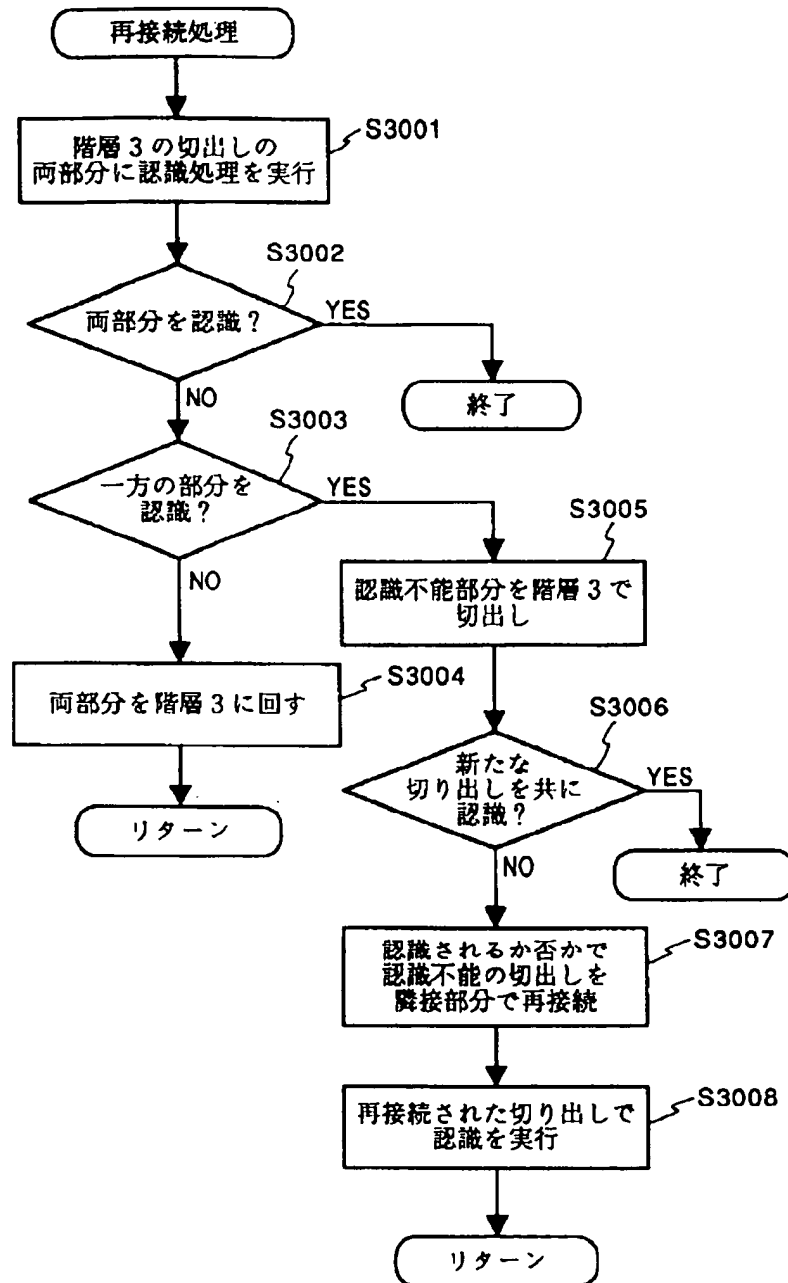 再接続処理
S3001
階層3の切出しの
両部分に認識処理を実行
S3002
両部分を認識?
YES
NO
終了
S3003
一方の部分を
認識?
YES
NO
S3005
認識不能部分を階層3で
切出し
S3004
両部分を階層3に回す
リターン
S3006
新たな
切り出しを共に
認識?
YES
NO
終了
S3007
認識されるか否かで
認識不能の切出しを
隣接部分で再接続
S3008
再接続された切り出しで
認識を実行
リターン